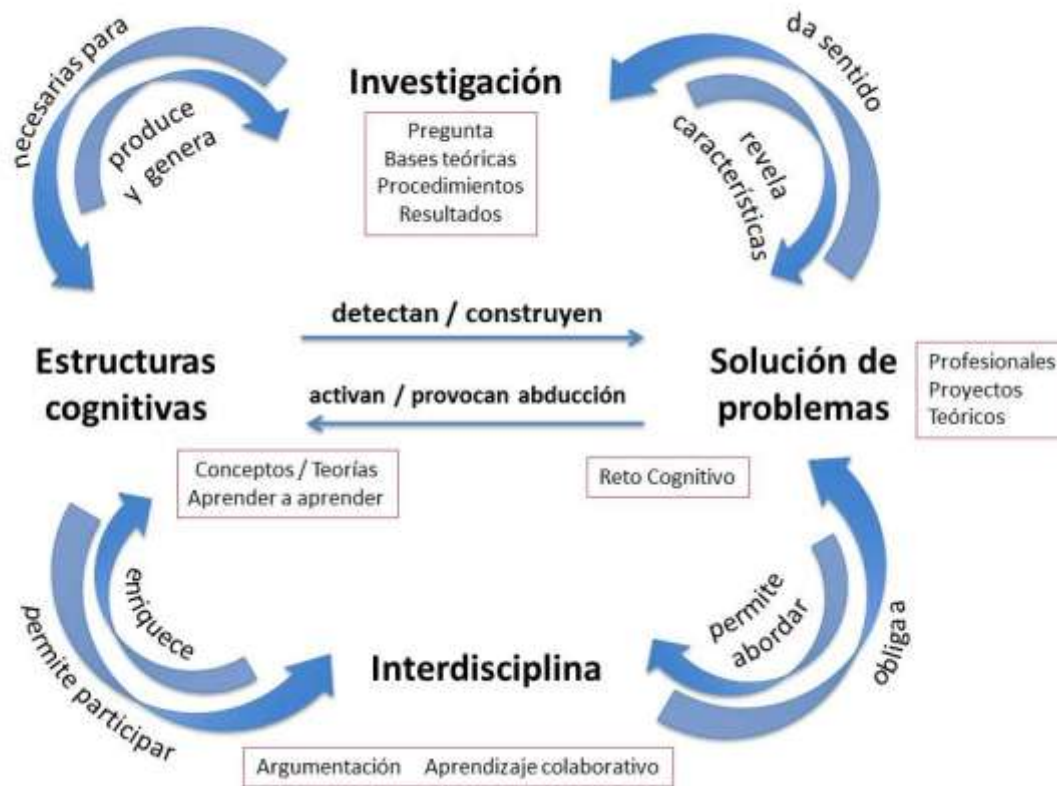 necesarias para
produce
y genera
Investigación
Pregunta
Bases teóricas
Procedimientos
Resultados
da sentido
revela
características
detectan / construyen
activan / provocan abducción
Estructuras
cognitivas
Conceptos / Teorías
Aprender a aprender
Solución de
problemas
Profesionales
Proyectos
Teóricos
Reto Cognitivo
enriquece
permite participar
Interdisciplina
permite
abordar
obliga a
Argumentación Aprendizaje colaborativo